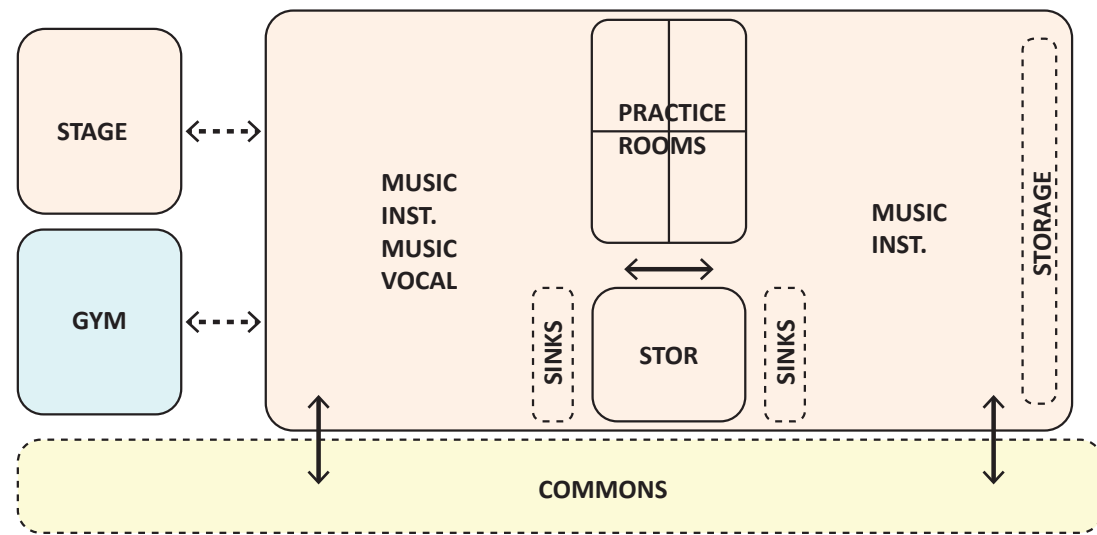 STAGE
GYM
MUSIC
INST.
MUSIC
VOCAL
PRACTICE
ROOMS
SINKS
STOR
SINKS
MUSIC
INST.
STORAGE
COMMONS